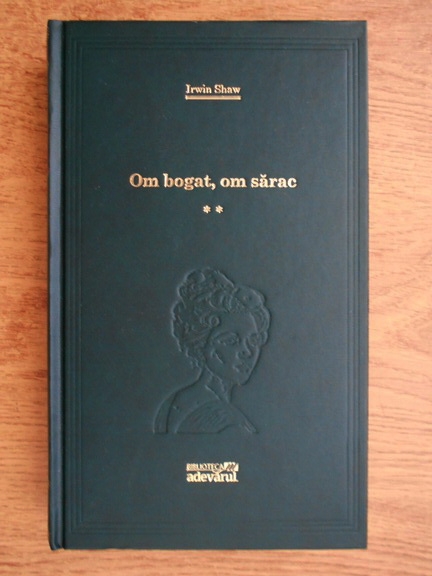 Irwin Shaw
Om bogat, om sărac
* *
BIBLIOTECA
adevărul